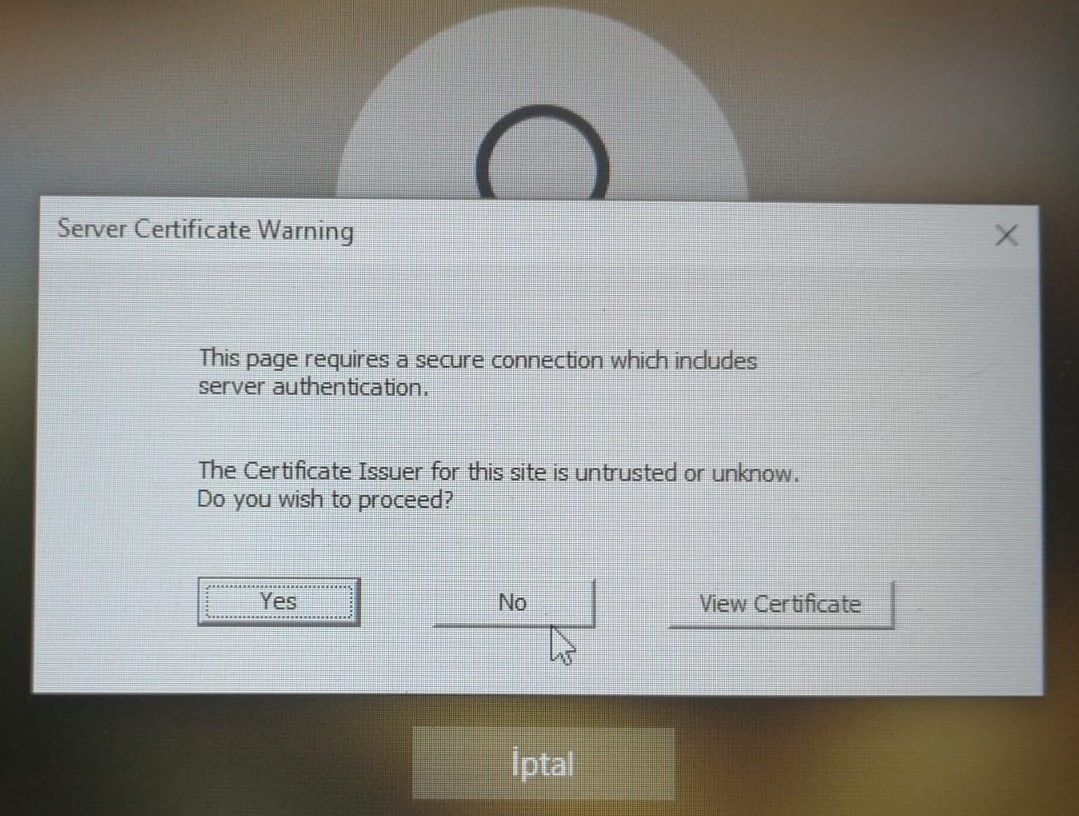 Server Certificate Warning
This page requires a secure connection which includes
server authentication.
The Certificate Issuer for this site is untrusted or unknow.
Do you wish to proceed?
Yes
No
View Certificate
İptal